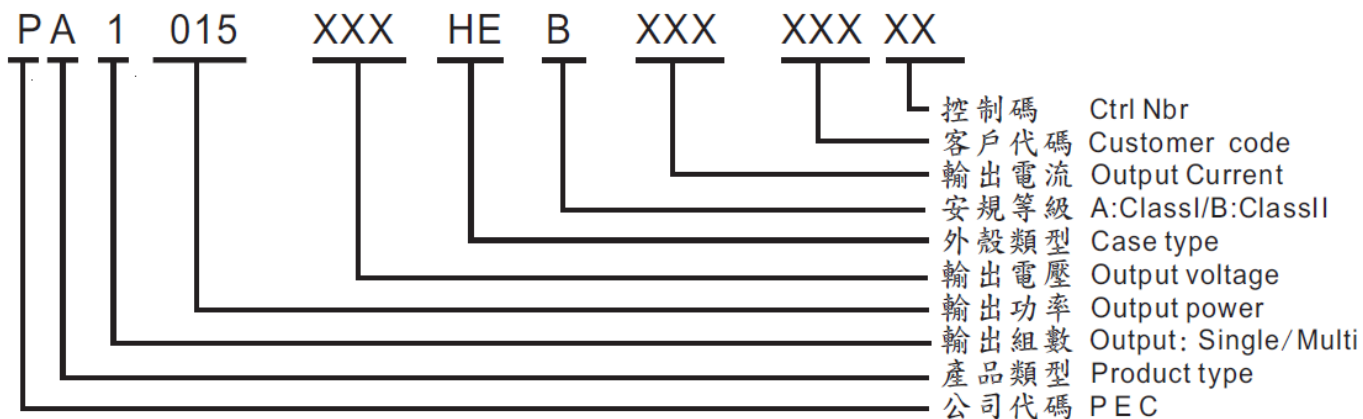 P A 1 015 XXX HE B XXX XXX XX
控制碼 Ctrl Nbr
客戶代碼 Customer code
輸出電流 Output Current
安規等級 A:ClassI/B:ClassII
外殼類型 Case type
輸出電壓 Output voltage
輸出功率 Output power
輸出組數 Output: Single/Multi
產品類型 Product type
公司代碼 PEC